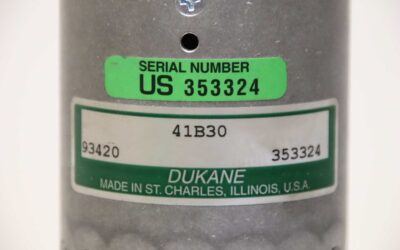 SERIAL NUMBER
US 353324
41B30
93420 353324
DUKANE
MADE IN ST. CHARLES, ILLINOIS, U.S.A.